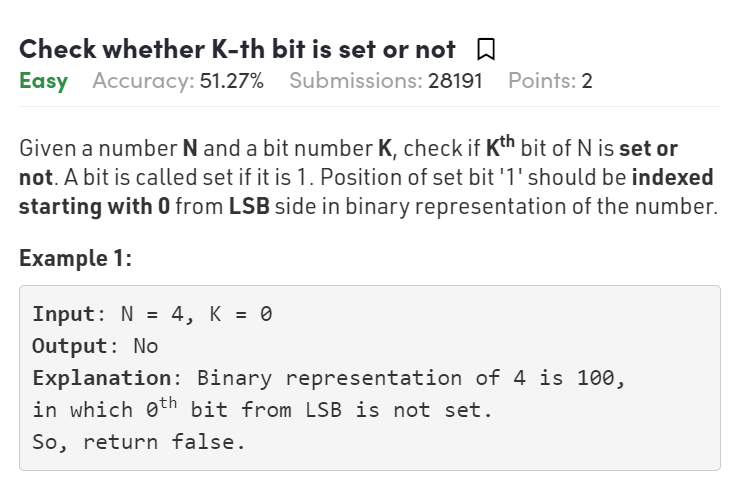 Check whether K-th bit is set or not
Easy Accuracy: 51.27% Submissions: 28191 Points: 2
Given a number N and a bit number K, check if Kth bit of N is set or
not. A bit is called set if it is 1. Position of set bit '1' should be indexed
starting with 0 from LSB side in binary representation of the number.
Example 1:
Input: N = 4, K = 0
Output: No
Explanation: Binary representation of 4 is 100,
in which 0th bit from LSB is not set.
So, return false.